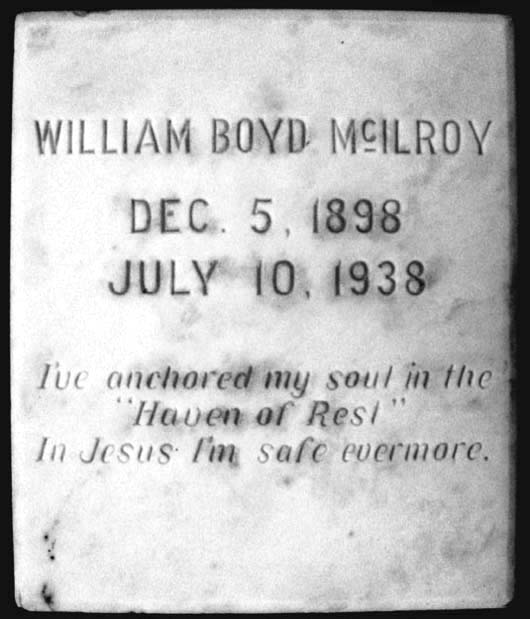 WILLIAM BOYD McILROY
DEC. 5, 1898
JULY 10, 1938
I've anchored my soul in the
"Haven of Rest"
In Jesus I'm safe evermore.